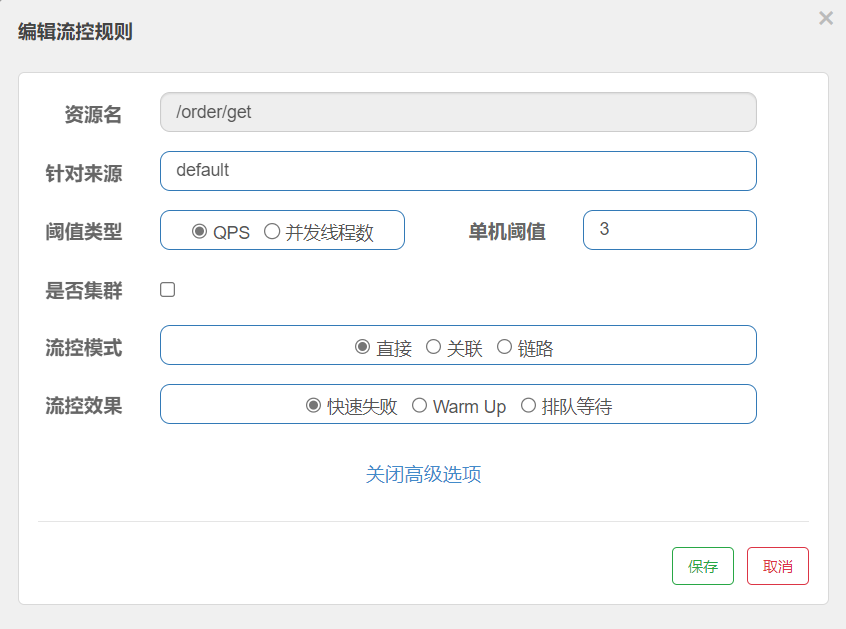 编辑流控规则
×
资源名 /order/get
针对来源 default
阈值类型 QPS 并发线程数 单机阈值 3
是否集群
流控模式 直接 关联 链路
流控效果 快速失败 Warm Up 排队等待
关闭高级选项
保存 取消